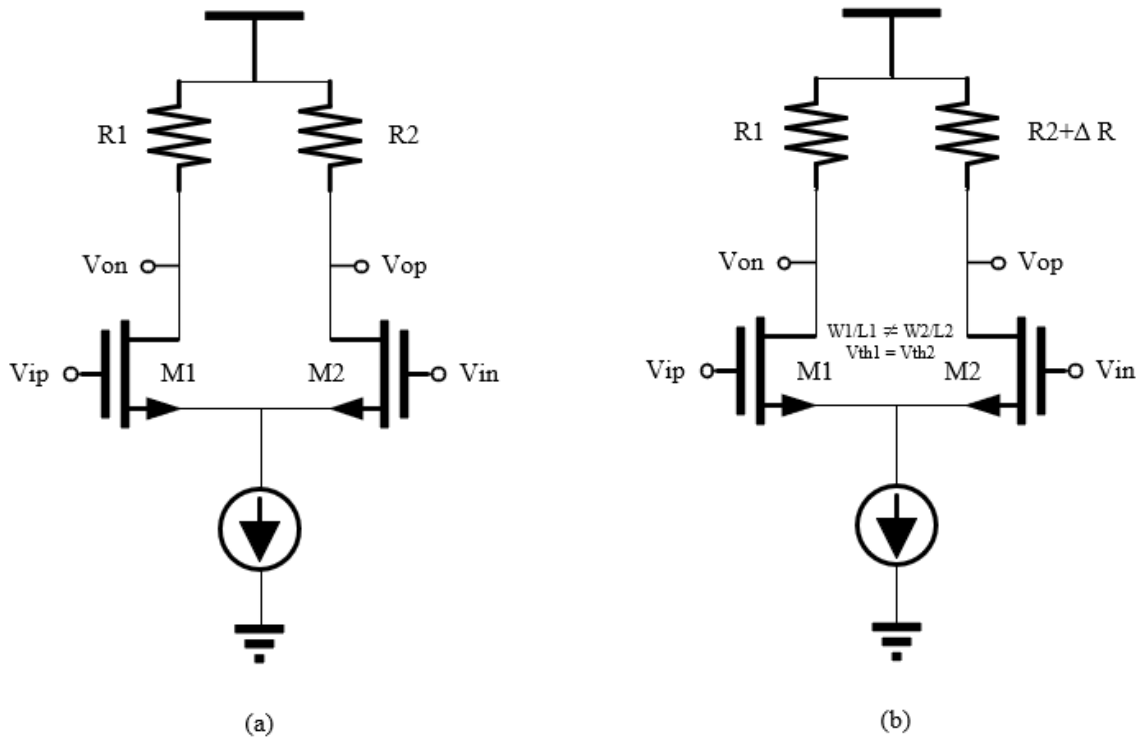 R1
R2
Von
Vop
Vip
M1
M2
Vin
(a)
R1
R2+Δ R
Von
Vop
W1/L1 ≠ W2/L2
Vth1 = Vth2
Vip
M1
M2
Vin
(b)